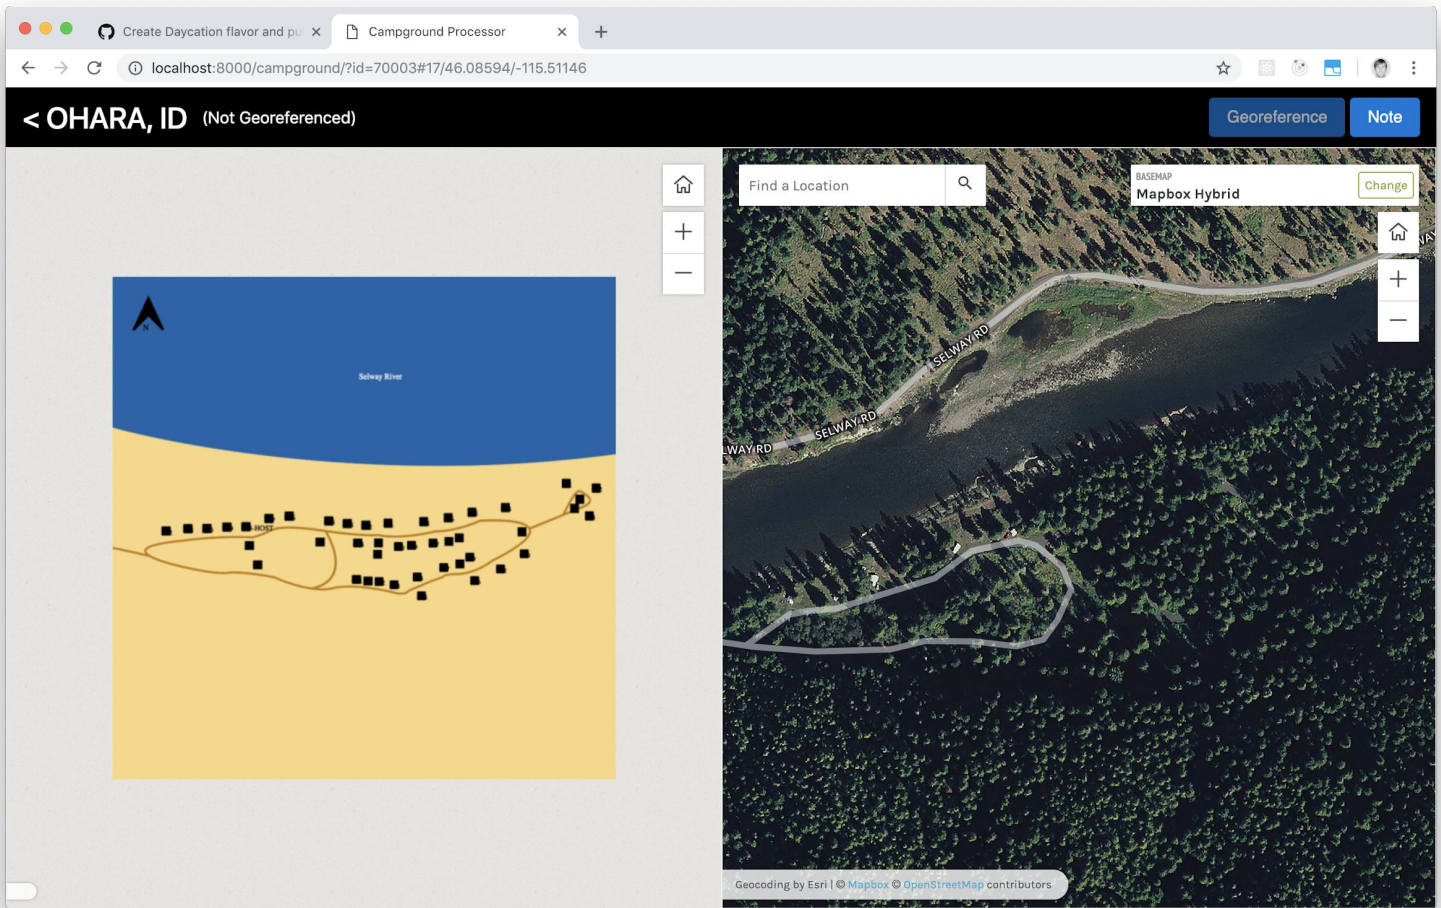 Create Daycation flavor and pu
Campground Processor
localhost:8000/campground/?id=70003#17/46.08594/-115.51146
< OHARA, ID (Not Georeferenced)
Georeference
Note
N
Selway River
HOST
Find a Location
BASEMAP
Mapbox Hybrid
Change
SELWAY RD
SELWAY RD
LWAY RD
WAY
Geocoding by Esri | © Mapbox © OpenStreetMap contributors